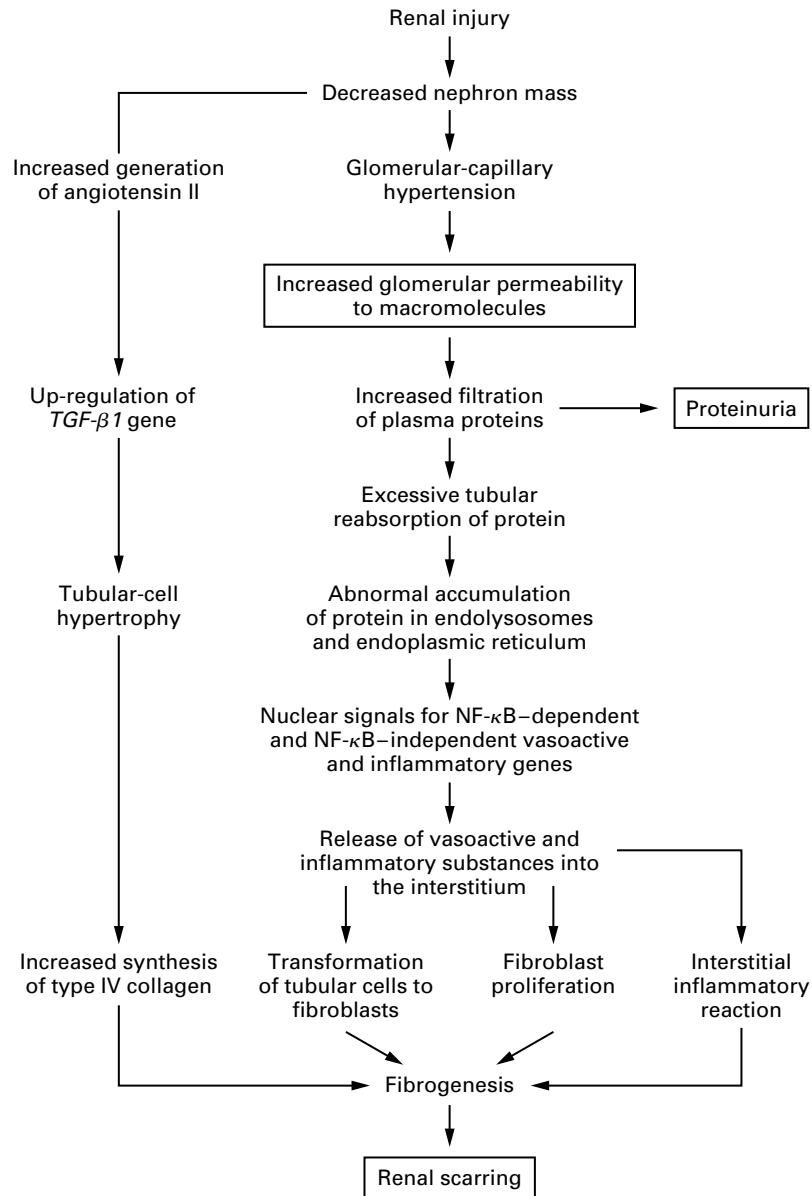 Renal injury
Decreased nephron mass
Increased generation
of angiotensin II
Glomerular-capillary
hypertension
Increased glomerular permeability
to macromolecules
Up-regulation of
TGF-β1 gene
Increased filtration
of plasma proteins
Proteinuria
Excessive tubular
reabsorption of protein
Tubular-cell
hypertrophy
Abnormal accumulation
of protein in endolysosomes
and endoplasmic reticulum
Nuclear signals for NF-κB–dependent
and NF-κB–independent vasoactive
and inflammatory genes
Release of vasoactive and
inflammatory substances into
the interstitium
Increased synthesis
of type IV collagen
Transformation
of tubular cells to
fibroblasts
Fibroblast
proliferation
Interstitial
inflammatory
reaction
Fibrogenesis
Renal scarring